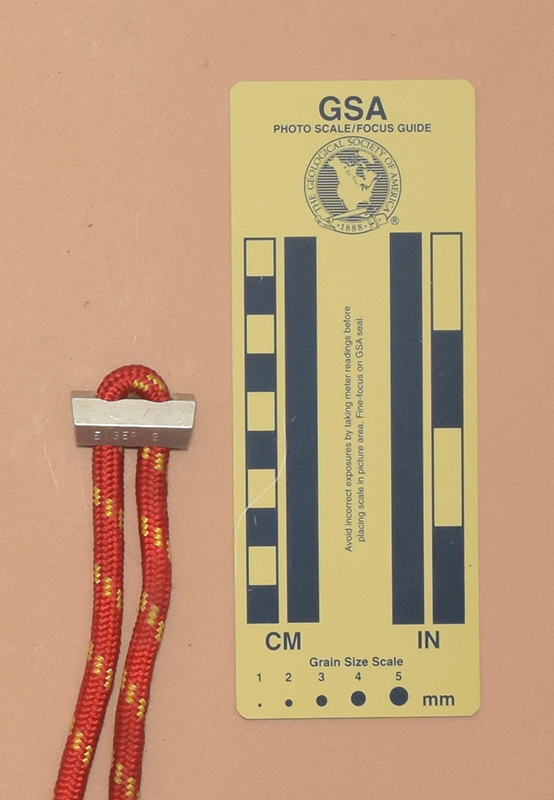 GSA
PHOTO SCALE/FOCUS GUIDE
THE GEOLOGICAL SOCIETY OF AMERICA
1888
®
Avoid incorrect exposures by taking meter readings before
placing scale in picture area. Fine-focus on GSA seal.
CM
IN
Grain Size Scale
1 2 3 4 5
mm